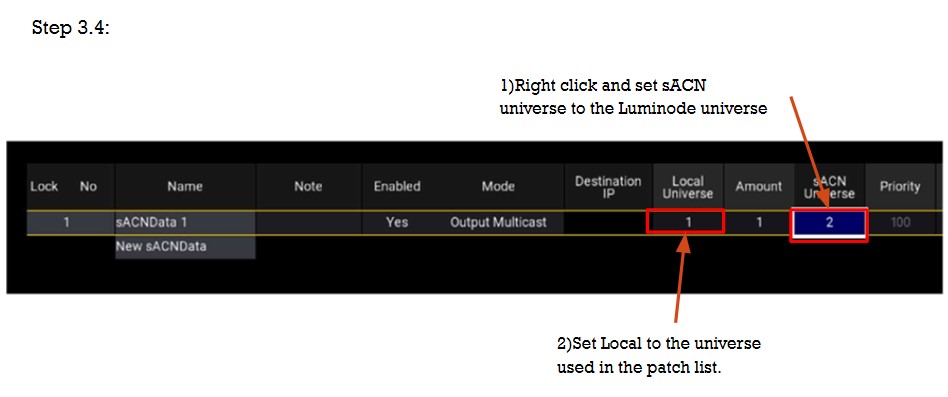 Step 3.4:
1)Right click and set sACN
universe to the Luminode universe
Lock No Name Note Enabled Mode Destination IP Local Universe Amount sACN Universe Priority
1 sACNData 1 Yes Output Multicast 1 1 2 100
New sACNData
2)Set Local to the universe
used in the patch list.